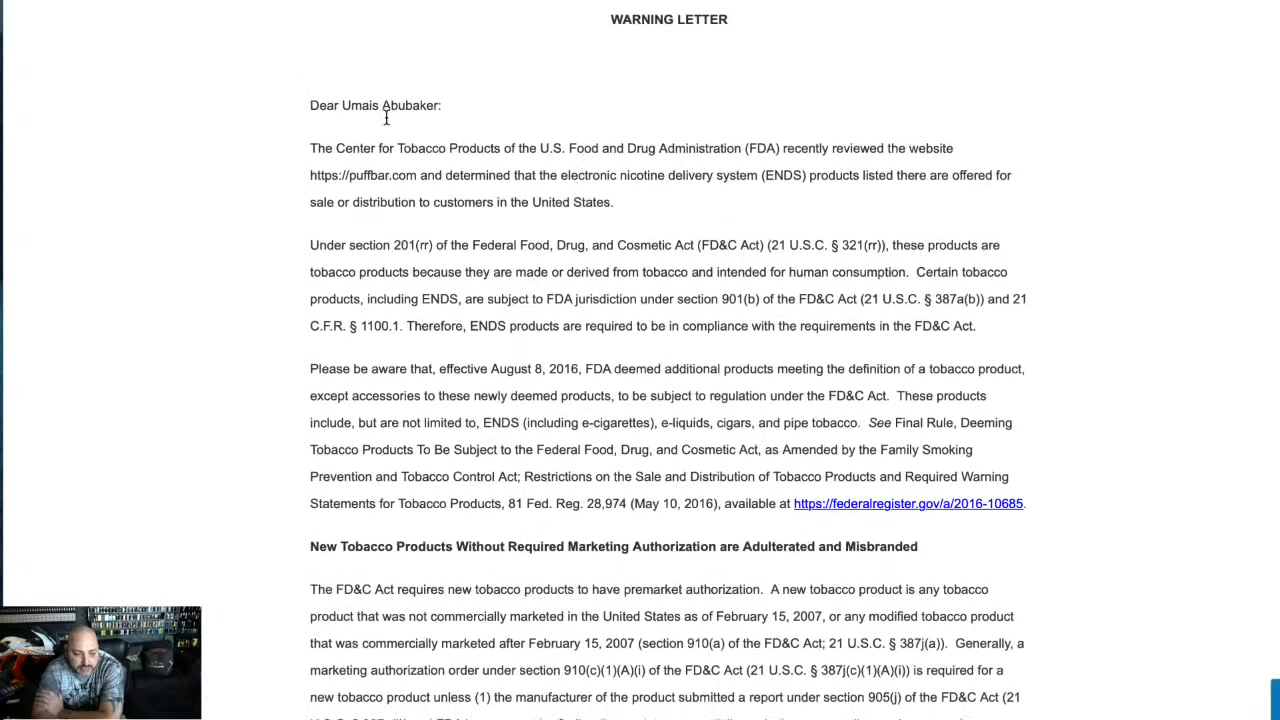 WARNING LETTER
Dear Umais Abubaker:
The Center for Tobacco Products of the U.S. Food and Drug Administration (FDA) recently reviewed the website
https://puffbar.com and determined that the electronic nicotine delivery system (ENDS) products listed there are offered for
sale or distribution to customers in the United States.
Under section 201(rr) of the Federal Food, Drug, and Cosmetic Act (FD&C Act) (21 U.S.C. § 321(rr)), these products are
tobacco products because they are made or derived from tobacco and intended for human consumption. Certain tobacco
products, including ENDS, are subject to FDA jurisdiction under section 901(b) of the FD&C Act (21 U.S.C. § 387a(b)) and 21
C.F.R. § 1100.1. Therefore, ENDS products are required to be in compliance with the requirements in the FD&C Act.
Please be aware that, effective August 8, 2016, FDA deemed additional products meeting the definition of a tobacco product,
except accessories to these newly deemed products, to be subject to regulation under the FD&C Act. These products
include, but are not limited to, ENDS (including e-cigarettes), e-liquids, cigars, and pipe tobacco. See Final Rule, Deeming
Tobacco Products To Be Subject to the Federal Food, Drug, and Cosmetic Act, as Amended by the Family Smoking
Prevention and Tobacco Control Act; Restrictions on the Sale and Distribution of Tobacco Products and Required Warning
Statements for Tobacco Products, 81 Fed. Reg. 28,974 (May 10, 2016), available at https://federalregister.gov/a/2016-10685.
New Tobacco Products Without Required Marketing Authorization are Adulterated and Misbranded
The FD&C Act requires new tobacco products to have premarket authorization. A new tobacco product is any tobacco
product that was not commercially marketed in the United States as of February 15, 2007, or any modified tobacco product
that was commercially marketed after February 15, 2007 (section 910(a) of the FD&C Act; 21 U.S.C. § 387j(a)). Generally, a
marketing authorization order under section 910(c)(1)(A)(i) of the FD&C Act (21 U.S.C. § 387j(c)(1)(A)(i)) is required for a
new tobacco product unless (1) the manufacturer of the product submitted a report under section 905(j) of the FD&C Act (21